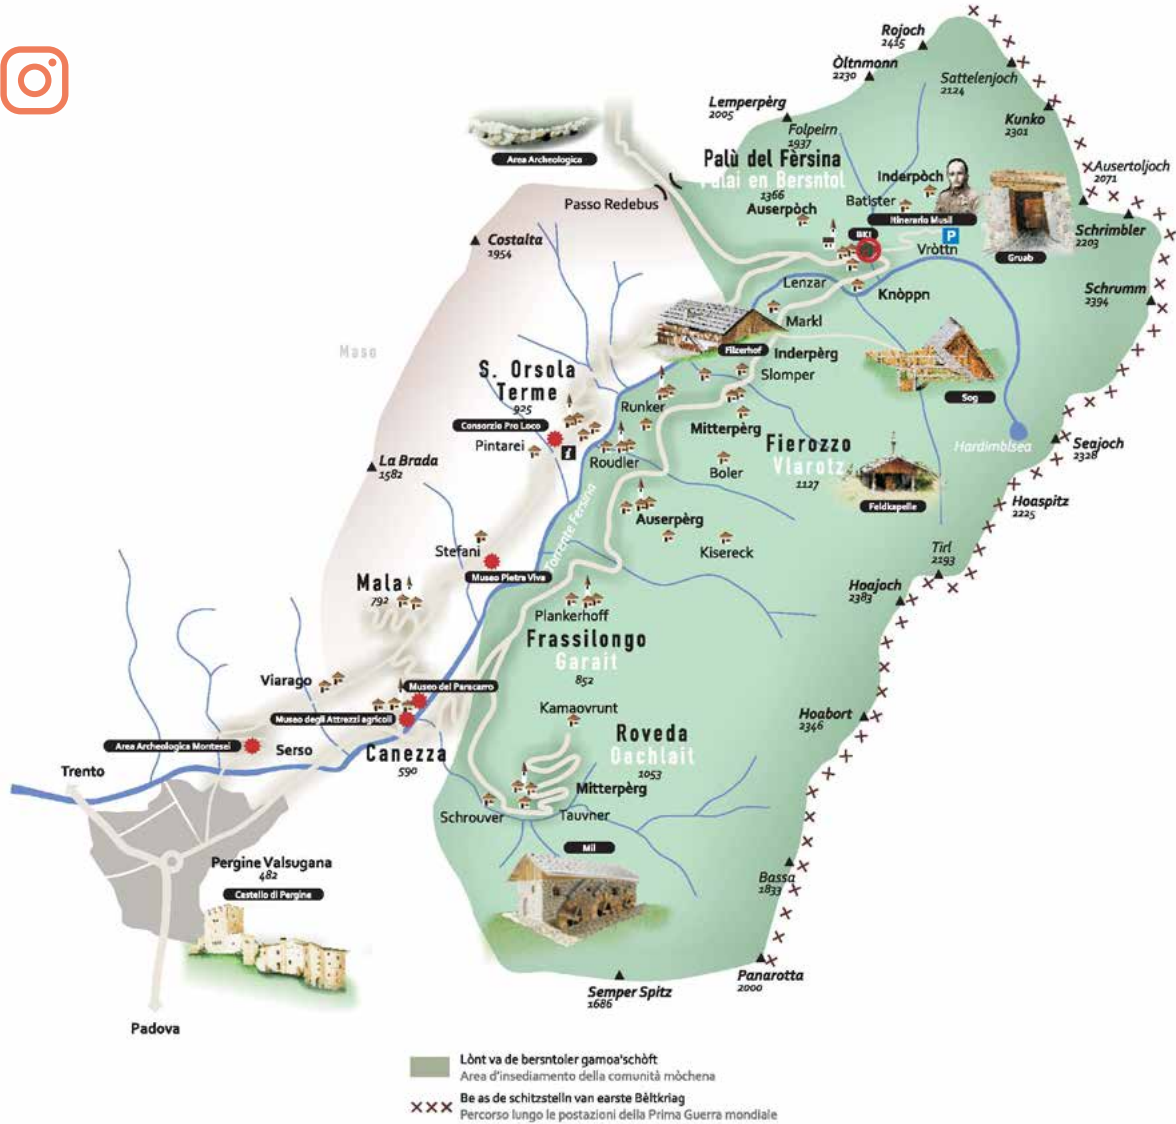 Rojoch
2415
Òltnmonn
2230
Sattelenjoch
2124
Lemperpèrg
2005
Folpeirn
1937
Kunko
2301
Area Archeologica
Palù del Fèrsina
Palai en Bersntol
1366
Inderpòch
Ausertoljoch
2071
Passo Redebus
Auserpòch
Batister
Itinerario Musil
BKI
P
Vròttn
Gruab
Schrimbler
2203
Costalta
1954
Lenzar
Knòppn
Schrumm
2394
Markl
Maso
Filzerhof
Inderpèrg
S. Orsola
Terme
925
Slomper
Sog
Runker
Consorzio Pro Loco
Mitterpèrg
Pintarei
Fierozzo
Vlarotz
1127
Hardimblsea
Seajoch
2328
La Brada
1582
Roudler
Boler
Feldkapelle
Hoaspitz
2225
Torrente Fersina
Auserpèrg
Stefani
Kisereck
Tirl
2193
Museo Pietra Viva
Mala
792
Hoajoch
2383
Plankerhoff
Frassilongo
Garait
852
Viarago
Museo del Paracarro
Kamaovrunt
Museo degli Attrezzi agricoli
Hoabort
2346
Roveda
Oachlait
1053
Area Archeologica Montesei
Serso
Canezza
590
Trento
Mitterpèrg
Schrouver
Tauvner
Mil
Pergine Valsugana
482
Bassa
1833
Castello di Pergine
Panarotta
2000
Semper Spitz
1686
Padova
Lònt va de bersntoler gamoa'schòft
Area d'insediamento della comunità mòchena
Be as de schitzstelln van earste Bèltkriag
Percorso lungo le postazioni della Prima Guerra mondiale